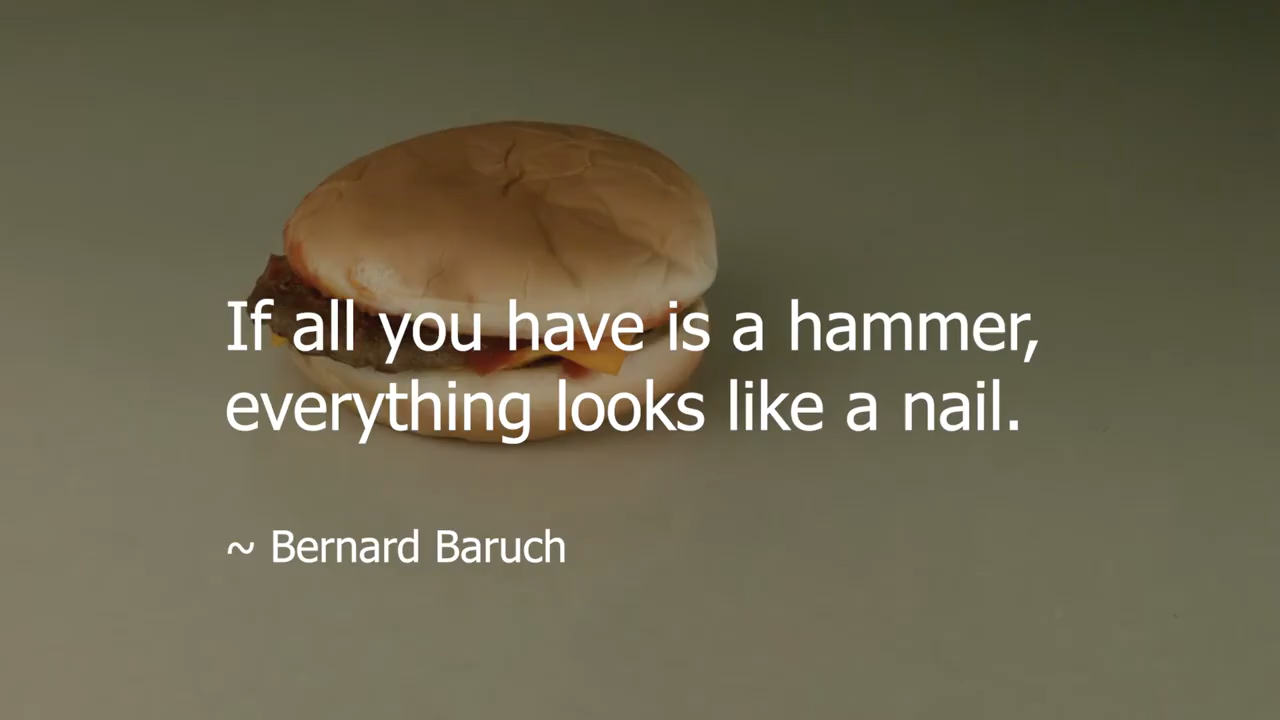 If all you have is a hammer,
everything looks like a nail.
~ Bernard Baruch